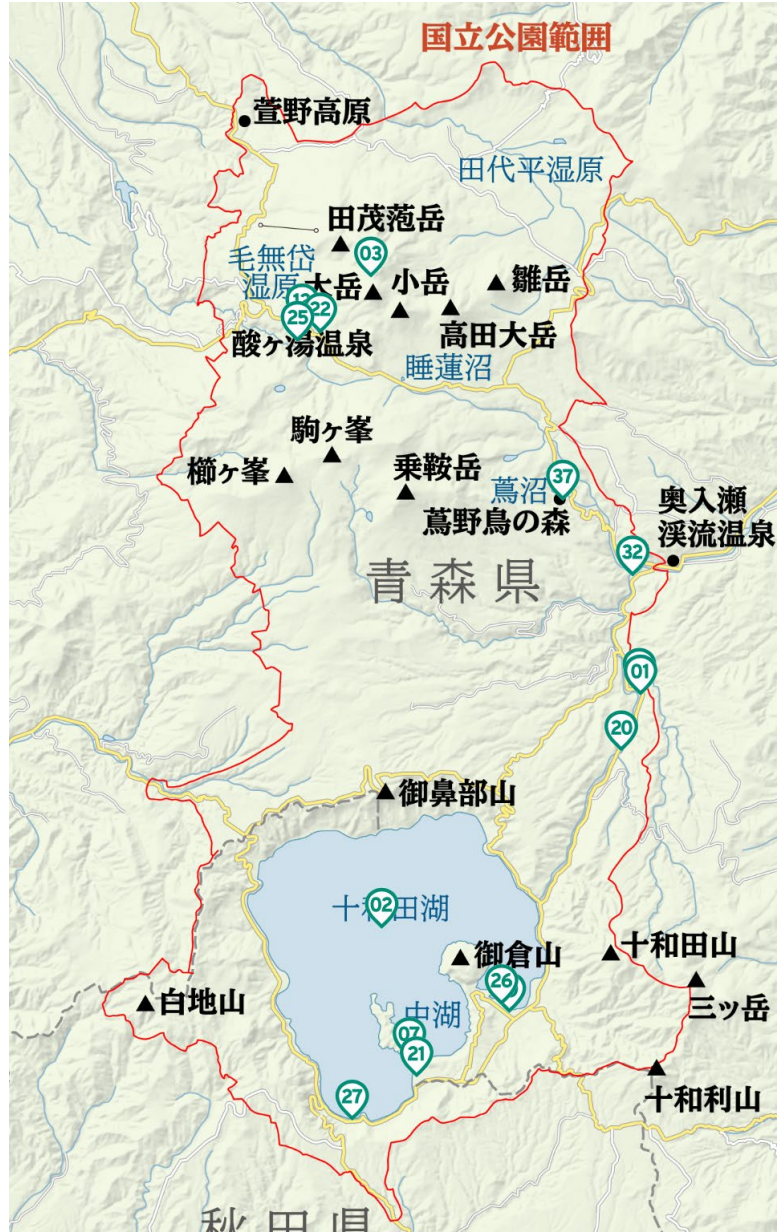 国立公園範囲
萱野高原
田代平湿原
田茂萢岳
毛無岱
湿原
03
大岳
小岳
雛岳
22
25
高田大岳
酸ヶ湯温泉
睡蓮沼
駒ヶ峯
櫛ヶ峯
乗鞍岳
蔦沼
37
蔦野鳥の森
奥入瀬
渓流温泉
32
青森県
01
20
御鼻部山
十和田湖
02
御倉山
十和田山
26
三ッ岳
白地山
中湖
07
21
十和利山
27
秋田県